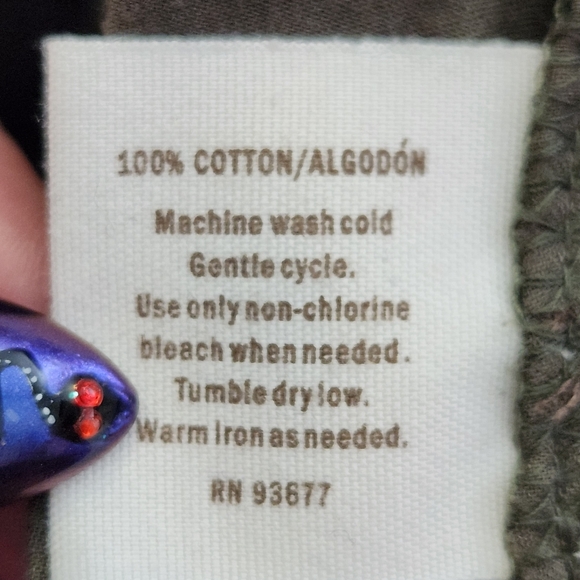 100% COTTON/ALGODÓN
Machine wash cold
Gentle cycle.
Use only non-chlorine
bleach when needed.
Tumble dry low.
Warm iron as needed.
RN 93677